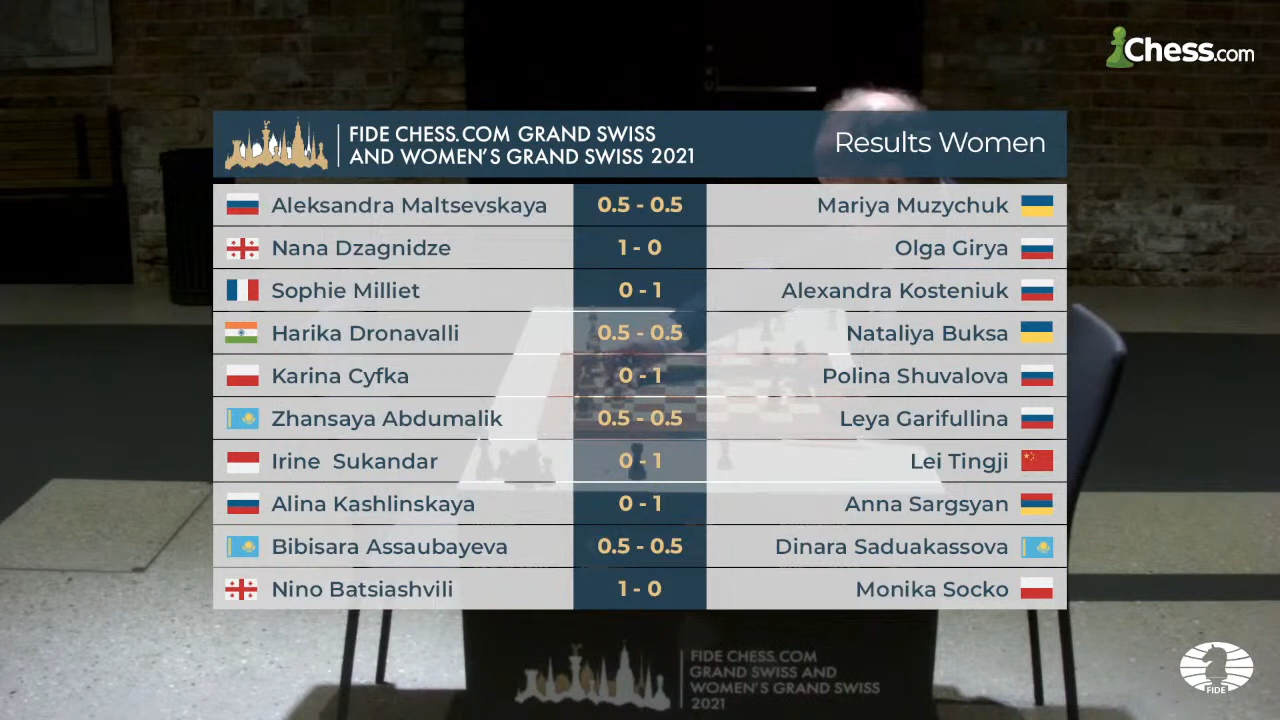 Chess.com
FIDE CHESS.COM GRAND SWISS
AND WOMEN'S GRAND SWISS 2021
Results Women
Aleksandra Maltsevskaya 0.5 - 0.5 Mariya Muzychuk
Nana Dzagnidze 1 - 0 Olga Girya
Sophie Milliet 0 - 1 Alexandra Kosteniuk
Harika Dronavalli 0.5 - 0.5 Nataliya Buksa
Karina Cyfka 0 - 1 Polina Shuvalova
Zhansaya Abdumalik 0.5 - 0.5 Leya Garifullina
Irine Sukandar 0 - 1 Lei Tingji
Alina Kashlinskaya 0 - 1 Anna Sargsyan
Bibisara Assaubayeva 0.5 - 0.5 Dinara Saduakassova
Nino Batsiashvili 1 - 0 Monika Socko
FIDE CHESS.COM
GRAND SWISS AND
WOMEN'S GRAND SWISS
2021
FIDE